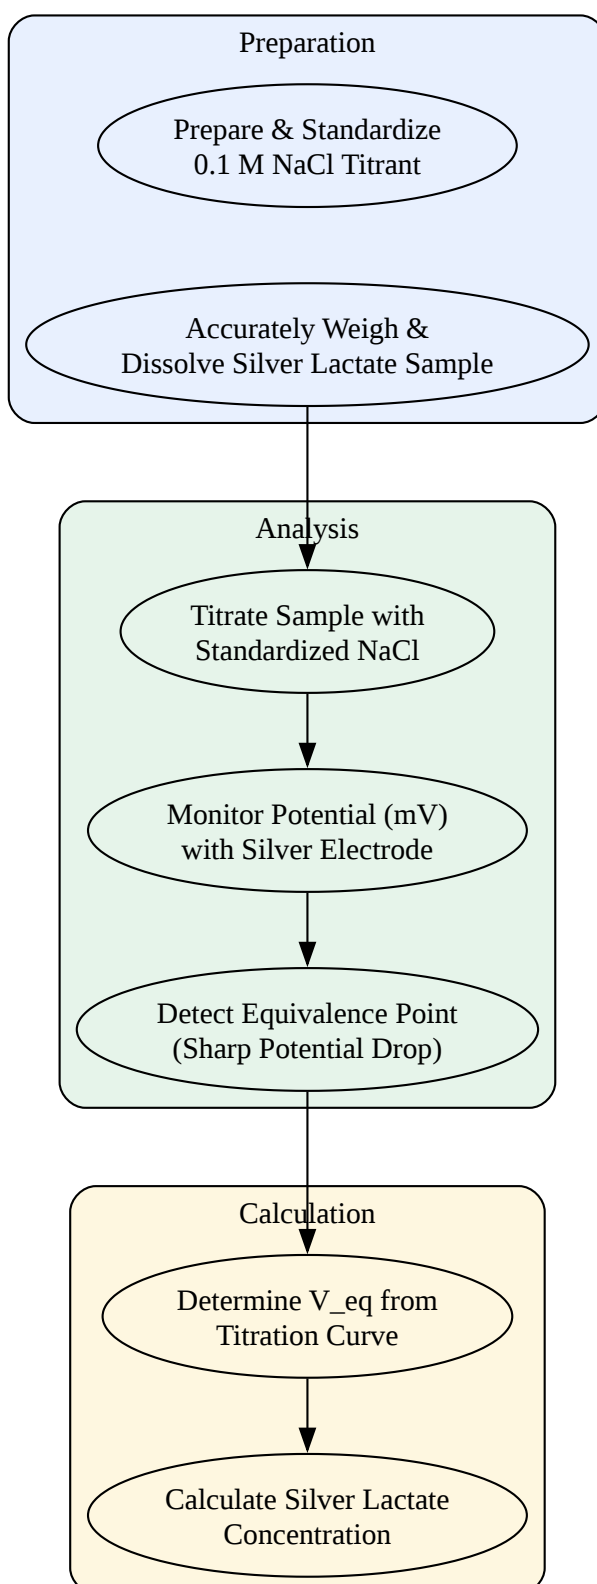 Preparation
Prepare & Standardize
0.1 M NaCl Titrant
Accurately Weigh &
Dissolve Silver Lactate Sample
Analysis
Titrate Sample with
Standardized NaCl
Monitor Potential (mV)
with Silver Electrode
Detect Equivalence Point
(Sharp Potential Drop)
Calculation
Determine V_eq from
Titration Curve
Calculate Silver Lactate
Concentration